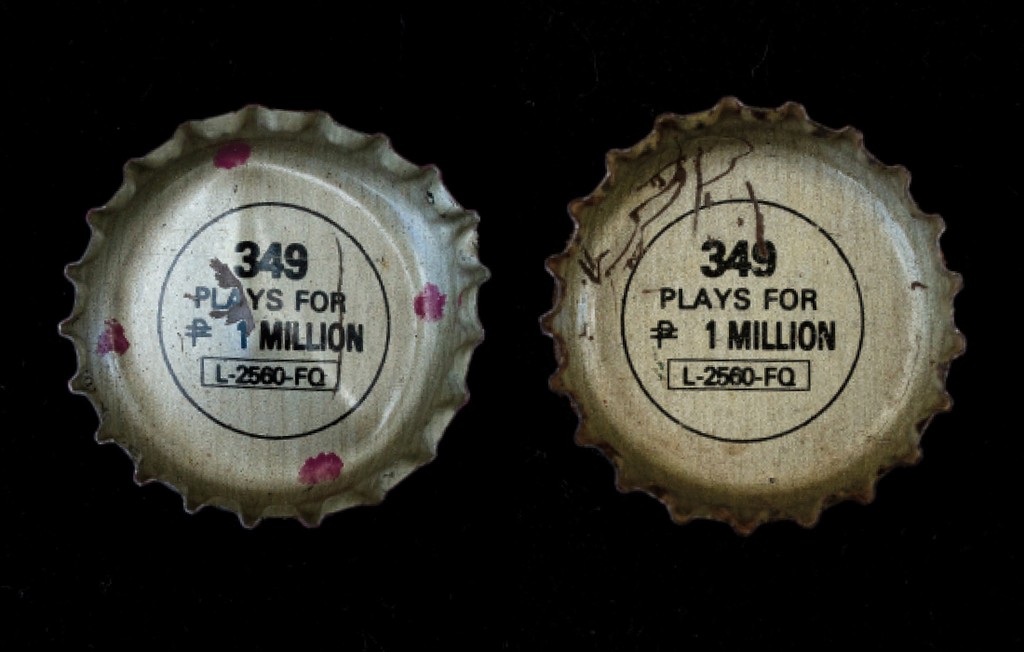 349
PLAYS FOR
₱ 1 MILLION
L-2560-FQ
349
PLAYS FOR
₱ 1 MILLION
L-2560-FQ